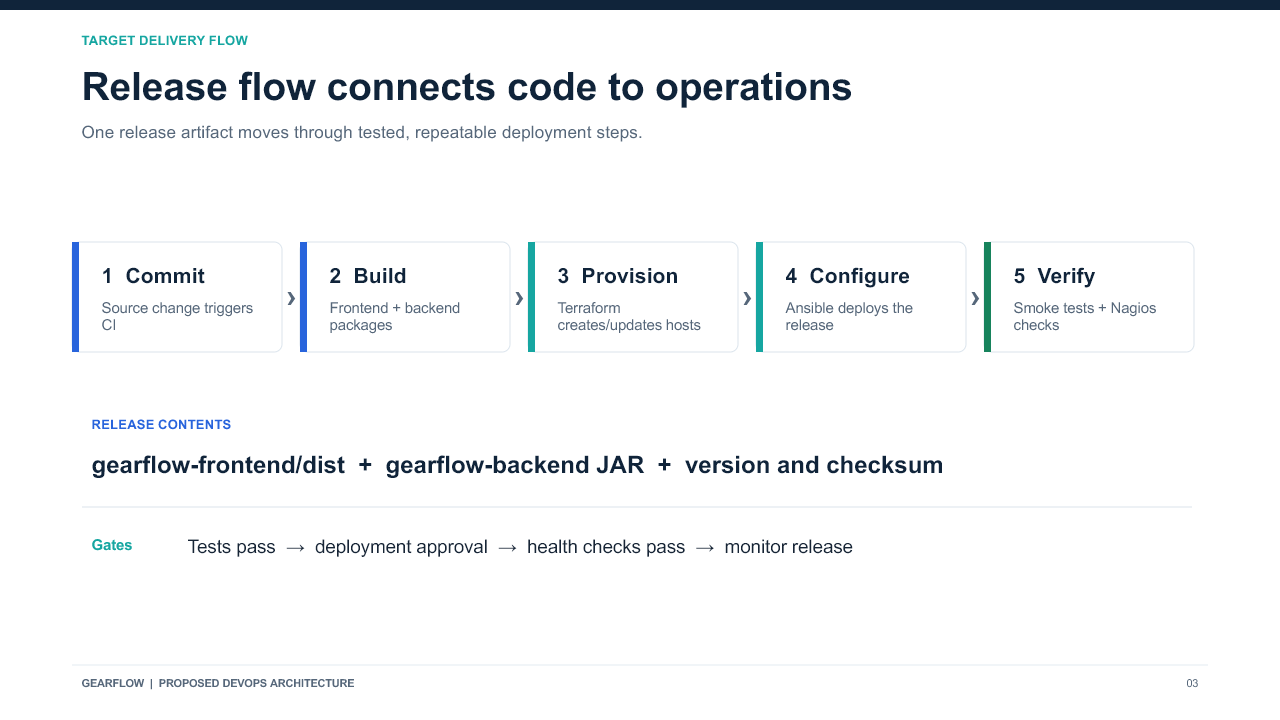 TARGET DELIVERY FLOW
Release flow connects code to operations
One release artifact moves through tested, repeatable deployment steps.
1 Commit
Source change triggers
CI
›
2 Build
Frontend + backend
packages
›
3 Provision
Terraform
creates/updates hosts
›
4 Configure
Ansible deploys the
release
›
5 Verify
Smoke tests + Nagios
checks
RELEASE CONTENTS
gearflow-frontend/dist + gearflow-backend JAR + version and checksum
Gates
Tests pass → deployment approval → health checks pass → monitor release
GEARFLOW | PROPOSED DEVOPS ARCHITECTURE
03